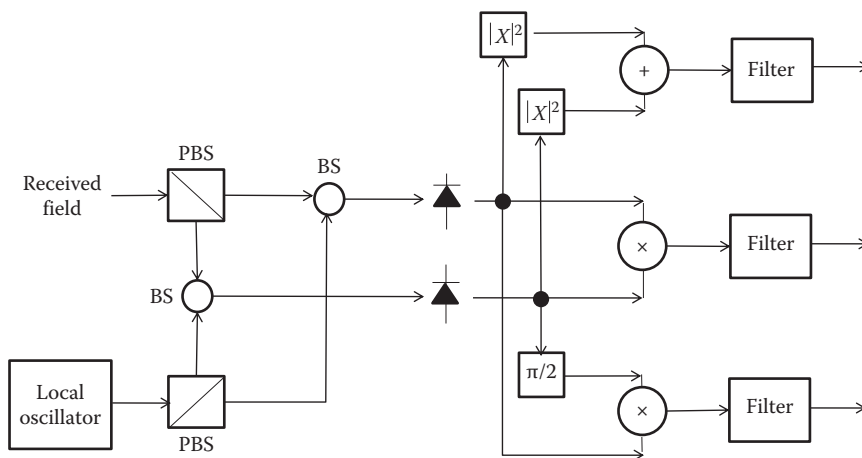 |X|²
+
Filter
|X|²
PBS
BS
Received
field
×
Filter
BS
π/2
Local
oscillator
PBS
×
Filter